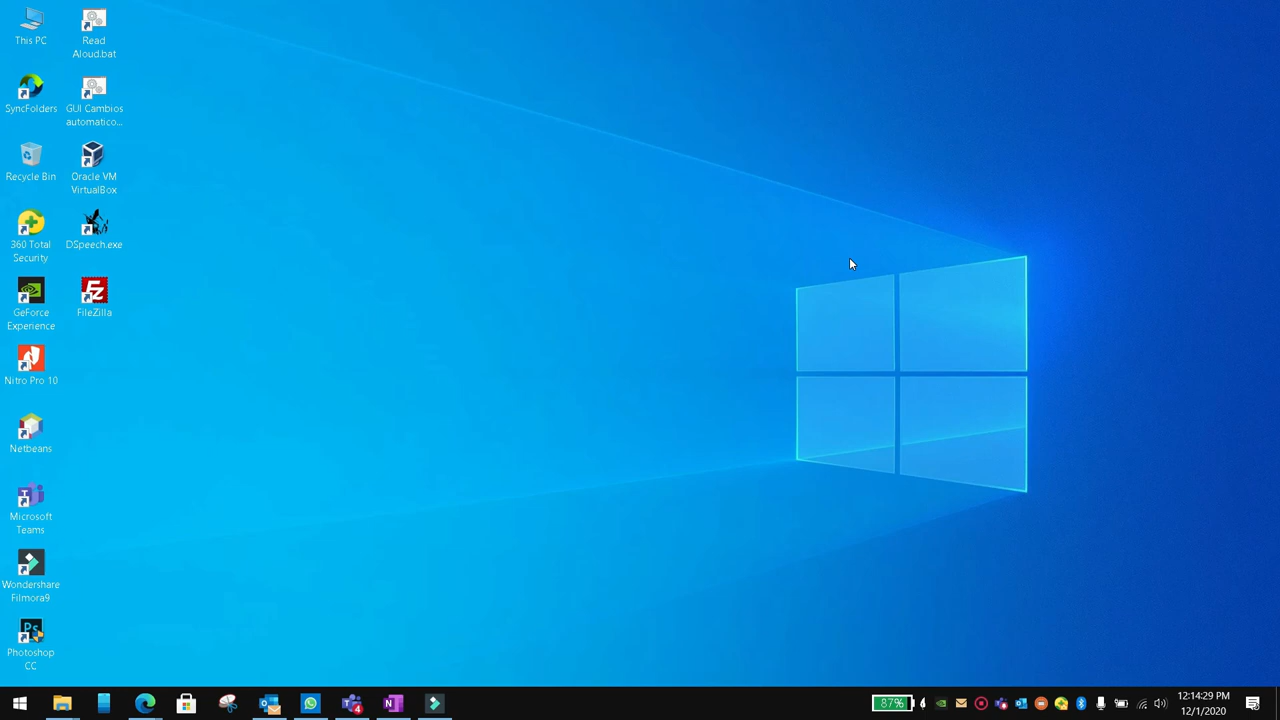 This PC
Read
Aloud.bat
SyncFolders
GUI Cambios
automatico...
Recycle Bin
Oracle VM
VirtualBox
360 Total
Security
DSpeech.exe
GeForce
Experience
FileZilla
Nitro Pro 10
Netbeans
Microsoft
Teams
Wondershare
Filmora9
Photoshop
CC
87%
12:14:29 PM
12/1/2020